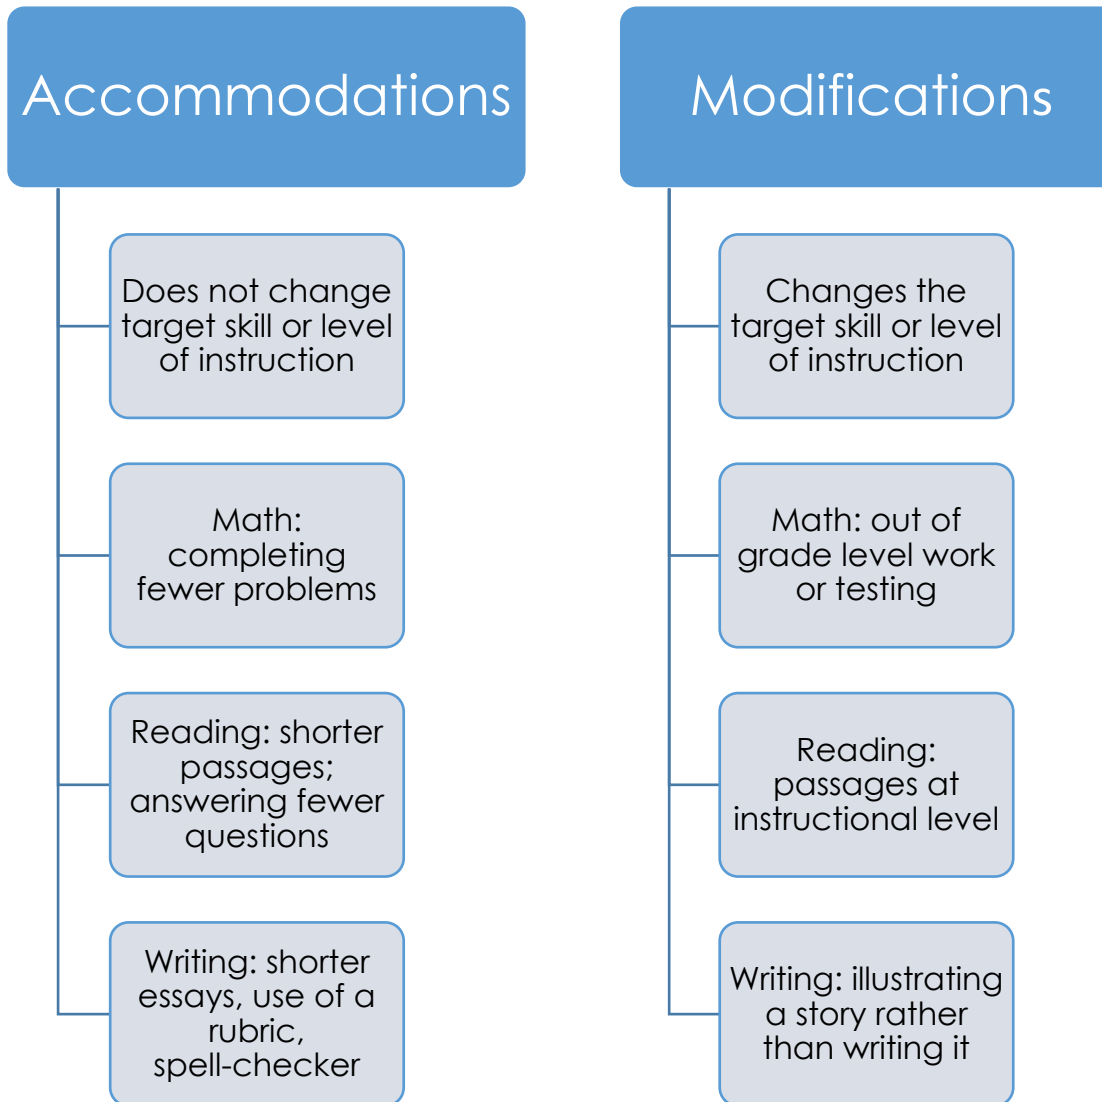 Accommodations
Does not change
target skill or level
of instruction
Math:
completing
fewer problems
Reading: shorter
passages;
answering fewer
questions
Writing: shorter
essays, use of a
rubric,
spell-checker
Modifications
Changes the
target skill or level
of instruction
Math: out of
grade level work
or testing
Reading:
passages at
instructional level
Writing: illustrating
a story rather
than writing it